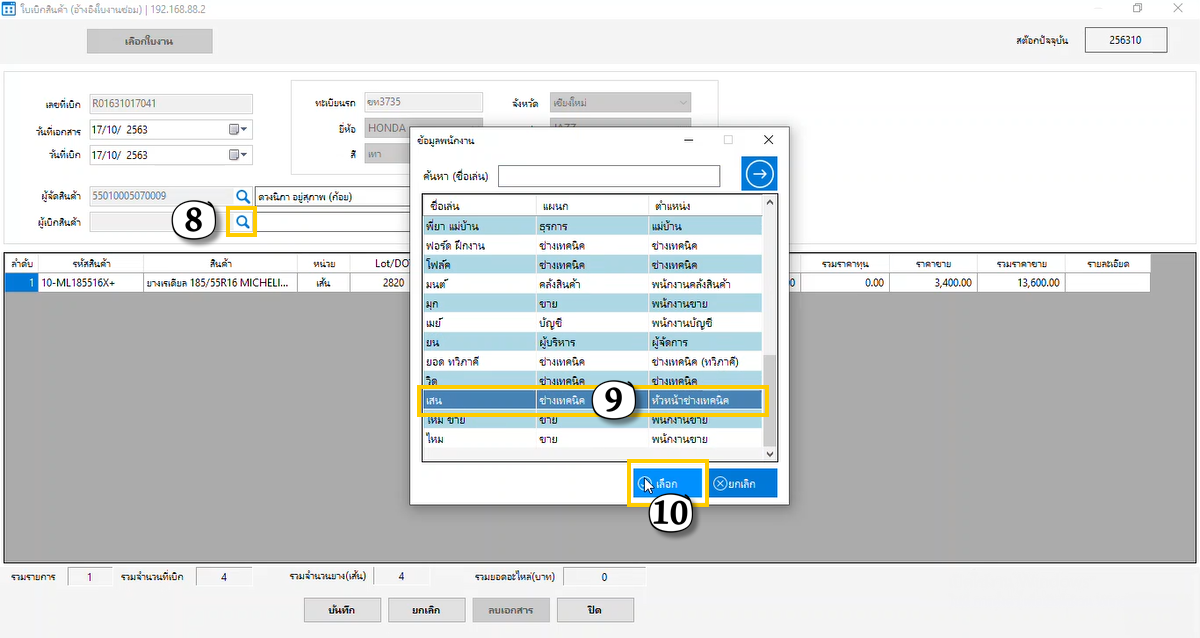 ใบเบิกสินค้า (อ้างอิงใบงานซ่อม) | 192.168.88.2
เลือกใบงาน
สต๊อกปัจจุบัน 256310
เลขที่เบิก R01631017041
วันที่เอกสาร 17/10/ 2563
วันที่เบิก 17/10/ 2563
ทะเบียนรถ ขท3735 จังหวัด เชียงใหม่
ยี่ห้อ HONDA
สี เทา
ผู้จัดสินค้า 55010005070009 ดวงนิภา อยู่สุภาพ (ก้อย)
ผู้เบิกสินค้า
8
ลำดับ รหัสสินค้า สินค้า หน่วย Lot/DO รวมราคาทุน ราคาขาย รวมราคาขาย รายละเอียด
1 10-ML185516X+ ยางเรเดียล 185/55R16 MICHELI... เส้น 2820 0.00 3,400.00 13,600.00
ข้อมูลพนักงาน
ค้นหา (ชื่อเล่น)
ชื่อเล่น แผนก ตำแหน่ง
พี่ยา แม่บ้าน ธุรการ แม่บ้าน
ฟอร์ด ฝึกงาน ช่างเทคนิค ช่างเทคนิค
โฟล์ค ช่างเทคนิค ช่างเทคนิค
มนต์ คลังสินค้า พนักงานคลังสินค้า
มุก ขาย พนักงานขาย
เมย์ บัญชี พนักงานบัญชี
ยน ผู้บริหาร ผู้จัดการ
ยอด ทวิภาคี ช่างเทคนิค ช่างเทคนิค (ทวิภาคี)
วิด ช่างเทคนิค ช่างเทคนิค
เสน ช่างเทคนิค หัวหน้าช่างเทคนิค
9
ไหม ขาย ขาย พนักงานขาย
ไหม ขาย พนักงานขาย
เลือก ยกเลิก
10
รวมรายการ 1 รวมจำนวนที่เบิก 4 รวมจำนวนยาง(เส้น) 4 รวมยอดอะไหล่(บาท) 0
บันทึก ยกเลิก ลบเอกสาร ปิด